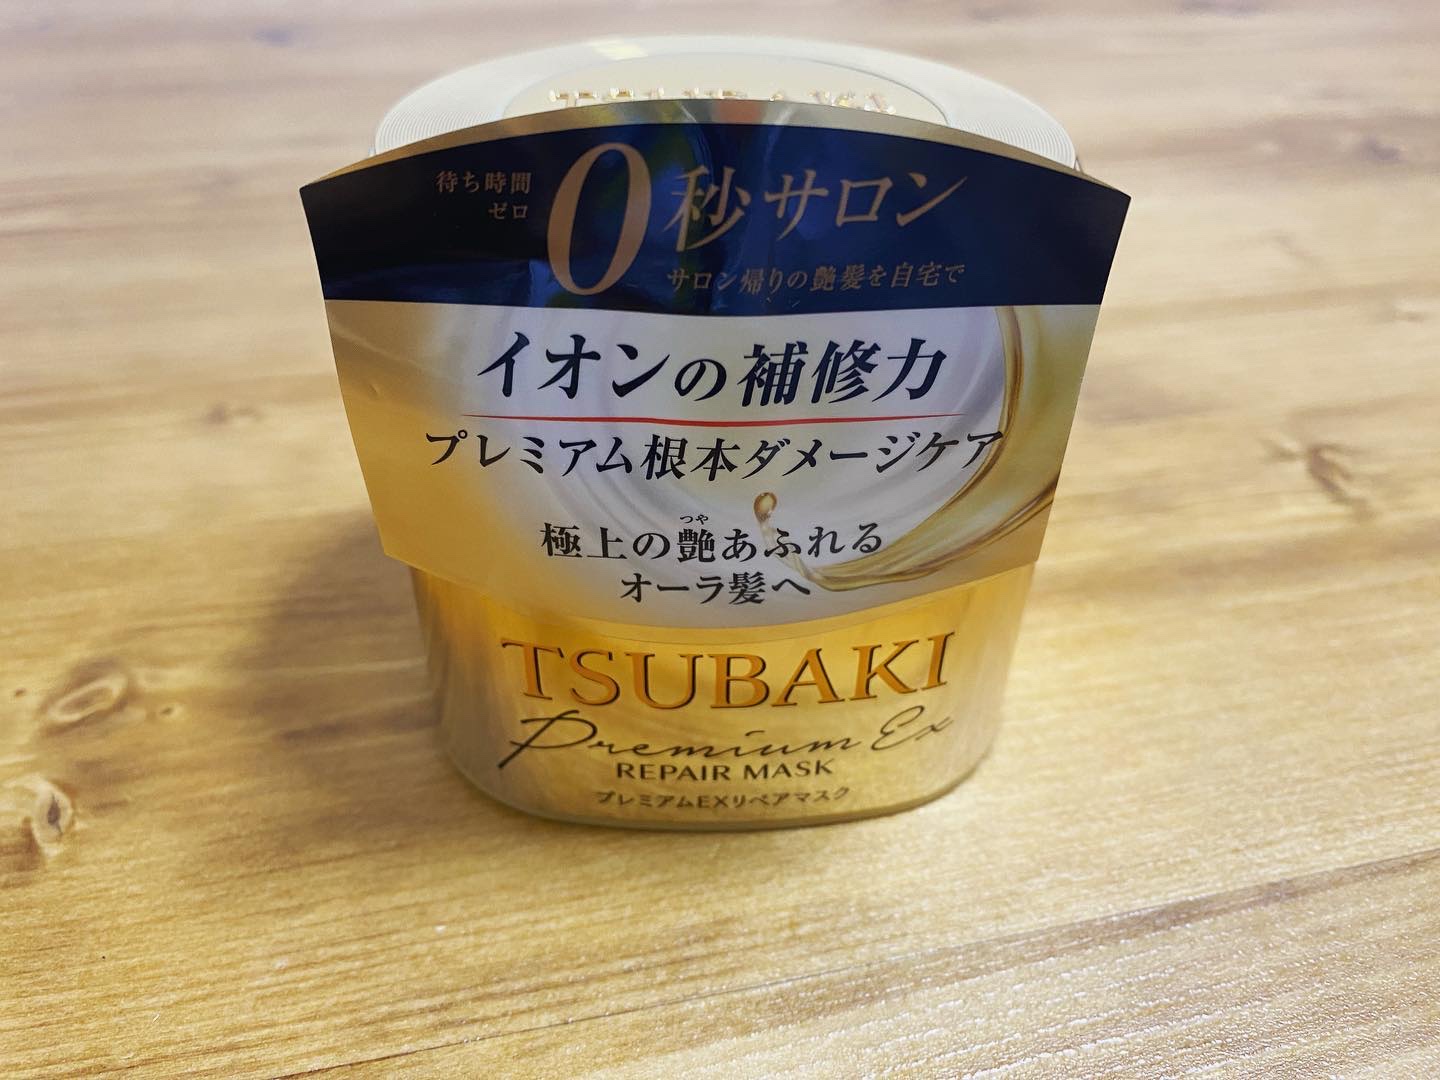 TSUBAKI
待ち時間
ゼロ
0秒サロン
サロン帰りの艶髪を自宅で
イオンの補修力
プレミアム根本ダメージケア
つや
極上の艶あふれる
オーラ髪へ
TSUBAKI
Premium Ex
REPAIR MASK
プレミアムEXリペアマスク